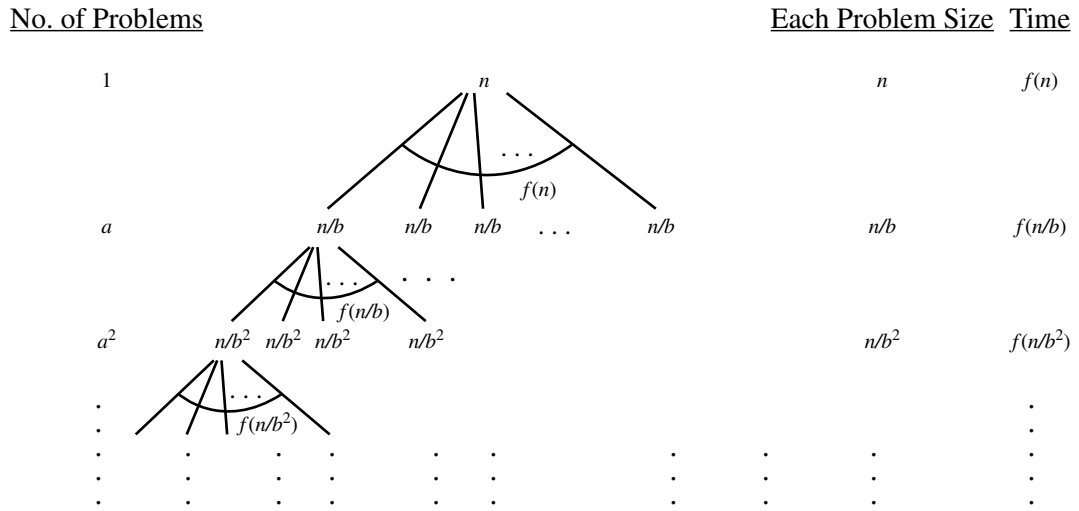 No. of Problems Each Problem Size Time
1 n n f(n)
. . .
f(n)
a n/b n/b n/b . . . n/b n/b f(n/b)
. . . . . .
f(n/b)
a² n/b² n/b² n/b² n/b² n/b² f(n/b²)
. . .
f(n/b²)